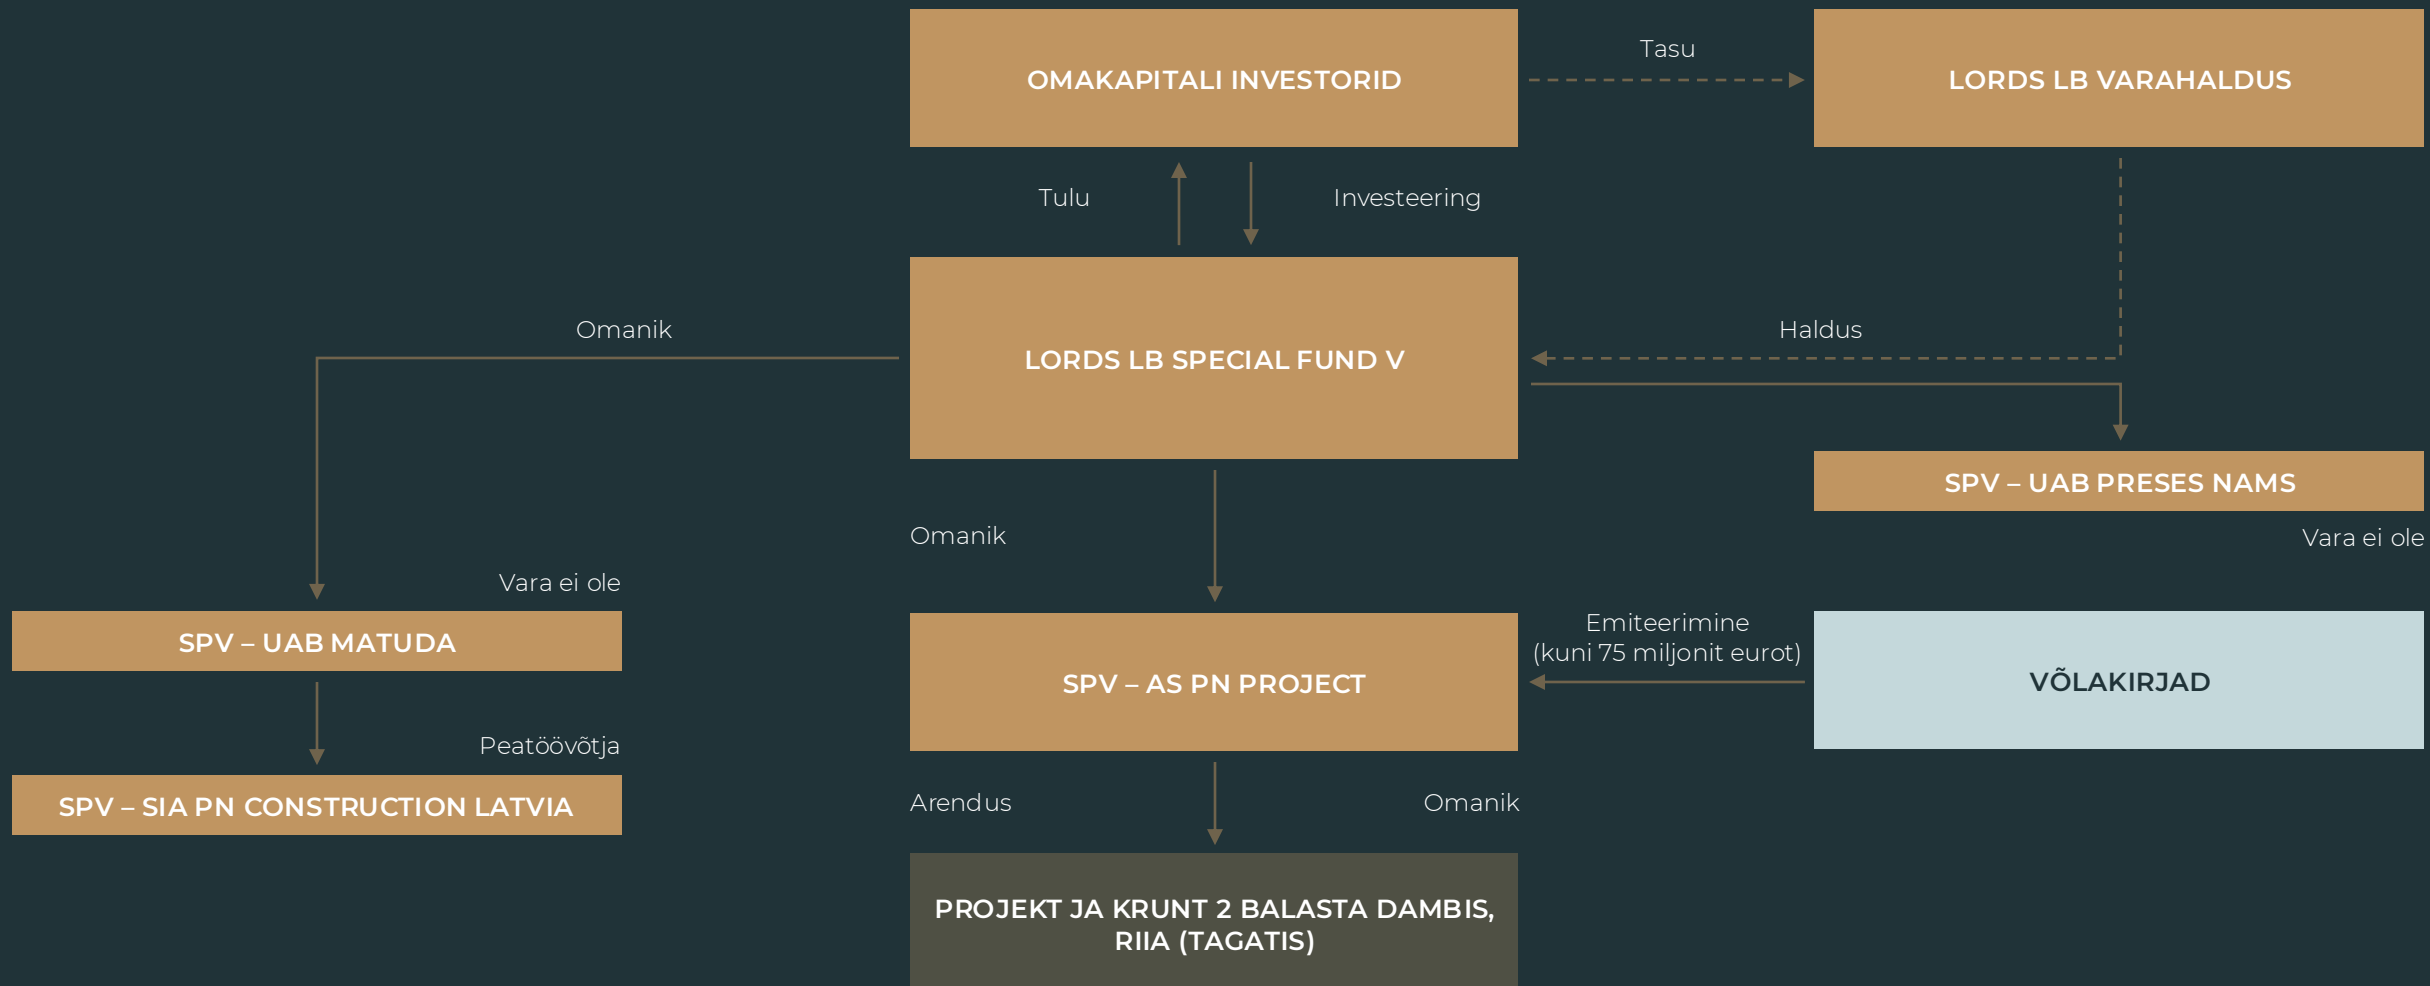 OMAKAPITALI INVESTORID
Tasu
LORDS LB VARAHALDUS
Tulu
Investeering
Omanik
LORDS LB SPECIAL FUND V
Haldus
SPV – UAB PRESES NAMS
Vara ei ole
Omanik
Vara ei ole
SPV – UAB MATUDA
Peatöövõtja
SPV – SIA PN CONSTRUCTION LATVIA
SPV – AS PN PROJECT
Emiteerimine
(kuni 75 miljonit eurot)
VÕLAKIRJAD
Arendus
Omanik
PROJEKT JA KRUNT 2 BALASTA DAMBIS,
RIIA (TAGATIS)